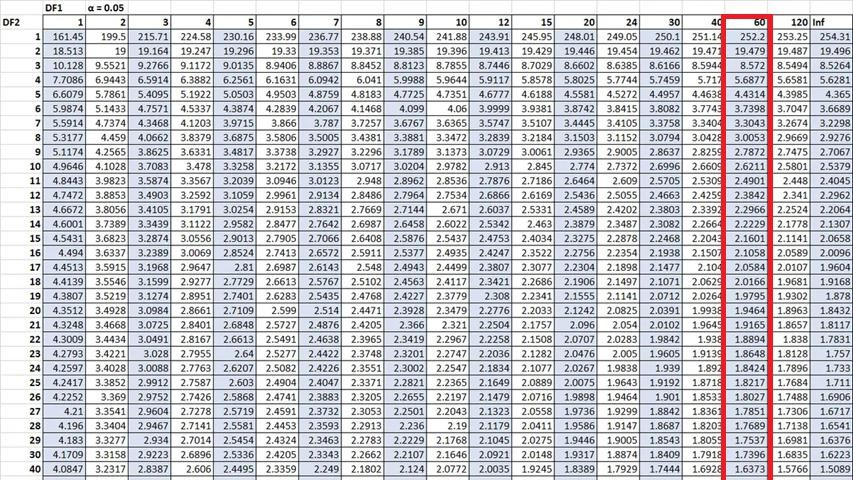 DF1 α = 0.05
DF2 1 2 3 4 5 6 7 8 9 10 12 15 20 24 30 40 60 120 Inf
1 161.45 199.5 215.71 224.58 230.16 233.99 236.77 238.88 240.54 241.88 243.91 245.95 248.01 249.05 250.1 251.14 252.2 253.25 254.31
2 18.513 19 19.164 19.247 19.296 19.33 19.353 19.371 19.385 19.396 19.413 19.429 19.446 19.454 19.462 19.471 19.479 19.487 19.496
3 10.128 9.5521 9.2766 9.1172 9.0135 8.9406 8.8867 8.8452 8.8123 8.7855 8.7446 8.7029 8.6602 8.6385 8.6166 8.5944 8.572 8.5494 8.5264
4 7.7086 6.9443 6.5914 6.3882 6.2561 6.1631 6.0942 6.041 5.9988 5.9644 5.9117 5.8578 5.8025 5.7744 5.7459 5.717 5.6877 5.6581 5.6281
5 6.6079 5.7861 5.4095 5.1922 5.0503 4.9503 4.8759 4.8183 4.7725 4.7351 4.6777 4.6188 4.5581 4.5272 4.4957 4.4638 4.4314 4.3985 4.365
6 5.9874 5.1433 4.7571 4.5337 4.3874 4.2839 4.2067 4.1468 4.099 4.06 3.9999 3.9381 3.8742 3.8415 3.8082 3.7743 3.7398 3.7047 3.6689
7 5.5914 4.7374 4.3468 4.1203 3.9715 3.866 3.787 3.7257 3.6767 3.6365 3.5747 3.5107 3.4445 3.4105 3.3758 3.3404 3.3043 3.2674 3.2298
8 5.3177 4.459 4.0662 3.8379 3.6875 3.5806 3.5005 3.4381 3.3881 3.3472 3.2839 3.2184 3.1503 3.1152 3.0794 3.0428 3.0053 2.9669 2.9276
9 5.1174 4.2565 3.8625 3.6331 3.4817 3.3738 3.2927 3.2296 3.1789 3.1373 3.0729 3.0061 2.9365 2.9005 2.8637 2.8259 2.7872 2.7475 2.7067
10 4.9646 4.1028 3.7083 3.478 3.3258 3.2172 3.1355 3.0717 3.0204 2.9782 2.913 2.845 2.774 2.7372 2.6996 2.6609 2.6211 2.5801 2.5379
11 4.8443 3.9823 3.5874 3.3567 3.2039 3.0946 3.0123 2.948 2.8962 2.8536 2.7876 2.7186 2.6464 2.609 2.5705 2.5309 2.4901 2.448 2.4045
12 4.7472 3.8853 3.4903 3.2592 3.1059 2.9961 2.9134 2.8486 2.7964 2.7534 2.6866 2.6169 2.5436 2.5055 2.4663 2.4259 2.3842 2.341 2.2962
13 4.6672 3.8056 3.4105 3.1791 3.0254 2.9153 2.8321 2.7669 2.7144 2.671 2.6037 2.5331 2.4589 2.4202 2.3803 2.3392 2.2966 2.2524 2.2064
14 4.6001 3.7389 3.3439 3.1122 2.9582 2.8477 2.7642 2.6987 2.6458 2.6022 2.5342 2.463 2.3879 2.3487 2.3082 2.2664 2.2229 2.1778 2.1307
15 4.5431 3.6823 3.2874 3.0556 2.9013 2.7905 2.7066 2.6408 2.5876 2.5437 2.4753 2.4034 2.3275 2.2878 2.2468 2.2043 2.1601 2.1141 2.0658
16 4.494 3.6337 3.2389 3.0069 2.8524 2.7413 2.6572 2.5911 2.5377 2.4935 2.4247 2.3522 2.2756 2.2354 2.1938 2.1507 2.1058 2.0589 2.0096
17 4.4513 3.5915 3.1968 2.9647 2.81 2.6987 2.6143 2.548 2.4943 2.4499 2.3807 2.3077 2.2304 2.1898 2.1477 2.104 2.0584 2.0107 1.9604
18 4.4139 3.5546 3.1599 2.9277 2.7729 2.6613 2.5767 2.5102 2.4563 2.4117 2.3421 2.2686 2.1906 2.1497 2.1071 2.0629 2.0166 1.9681 1.9168
19 4.3807 3.5219 3.1274 2.8951 2.7401 2.6283 2.5435 2.4768 2.4227 2.3779 2.308 2.2341 2.1555 2.1141 2.0712 2.0264 1.9795 1.9302 1.878
20 4.3512 3.4928 3.0984 2.8661 2.7109 2.599 2.514 2.4471 2.3928 2.3479 2.2776 2.2033 2.1242 2.0825 2.0391 1.9938 1.9464 1.8963 1.8432
21 4.3248 3.4668 3.0725 2.8401 2.6848 2.5727 2.4876 2.4205 2.366 2.321 2.2504 2.1757 2.096 2.054 2.0102 1.9645 1.9165 1.8657 1.8117
22 4.3009 3.4434 3.0491 2.8167 2.6613 2.5491 2.4638 2.3965 2.3419 2.2967 2.2258 2.1508 2.0707 2.0283 1.9842 1.938 1.8894 1.838 1.7831
23 4.2793 3.4221 3.028 2.7955 2.64 2.5277 2.4422 2.3748 2.3201 2.2747 2.2036 2.1282 2.0476 2.005 1.9605 1.9139 1.8648 1.8128 1.757
24 4.2597 3.4028 3.0088 2.7763 2.6207 2.5082 2.4226 2.3551 2.3002 2.2547 2.1834 2.1077 2.0267 1.9838 1.939 1.892 1.8424 1.7896 1.733
25 4.2417 3.3852 2.9912 2.7587 2.603 2.4904 2.4047 2.3371 2.2821 2.2365 2.1649 2.0889 2.0075 1.9643 1.9192 1.8718 1.8217 1.7684 1.711
26 4.2252 3.369 2.9752 2.7426 2.5868 2.4741 2.3883 2.3205 2.2655 2.2197 2.1479 2.0716 1.9898 1.9464 1.901 1.8533 1.8027 1.7488 1.6906
27 4.21 3.3541 2.9604 2.7278 2.5719 2.4591 2.3732 2.3053 2.2501 2.2043 2.1323 2.0558 1.9736 1.9299 1.8842 1.8361 1.7851 1.7306 1.6717
28 4.196 3.3404 2.9467 2.7141 2.5581 2.4453 2.3593 2.2913 2.236 2.19 2.1179 2.0411 1.9586 1.9147 1.8687 1.8203 1.7689 1.7138 1.6541
29 4.183 3.3277 2.934 2.7014 2.5454 2.4324 2.3463 2.2783 2.2229 2.1768 2.1045 2.0275 1.9446 1.9005 1.8543 1.8055 1.7537 1.6981 1.6376
30 4.1709 3.3158 2.9223 2.6896 2.5336 2.4205 2.3343 2.2662 2.2107 2.1646 2.0921 2.0148 1.9317 1.8874 1.8409 1.7918 1.7396 1.6835 1.6223
40 4.0847 3.2317 2.8387 2.606 2.4495 2.3359 2.249 2.1802 2.124 2.0772 2.0035 1.9245 1.8389 1.7929 1.7444 1.6928 1.6373 1.5766 1.5089